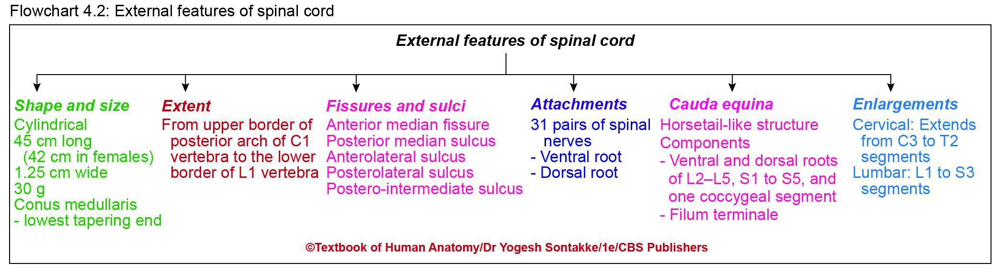 Flowchart 4.2: External features of spinal cord
External features of spinal cord
Shape and size
Cylindrical
45 cm long
(42 cm in females)
1.25 cm wide
30 g
Conus medullaris
- lowest tapering end
Extent
From upper border of
posterior arch of C1
vertebra to the lower
border of L1 vertebra
Fissures and sulci
Anterior median fissure
Posterior median sulcus
Anterolateral sulcus
Posterolateral sulcus
Postero-intermediate sulcus
Attachments
31 pairs of spinal
nerves
- Ventral root
- Dorsal root
Cauda equina
Horsetail-like structure
Components
- Ventral and dorsal roots
of L2–L5, S1 to S5, and
one coccygeal segment
- Filum terminale
Enlargements
Cervical: Extends
from C3 to T2
segments
Lumbar: L1 to S3
segments
©Textbook of Human Anatomy/Dr Yogesh Sontakke/1e/CBS Publishers